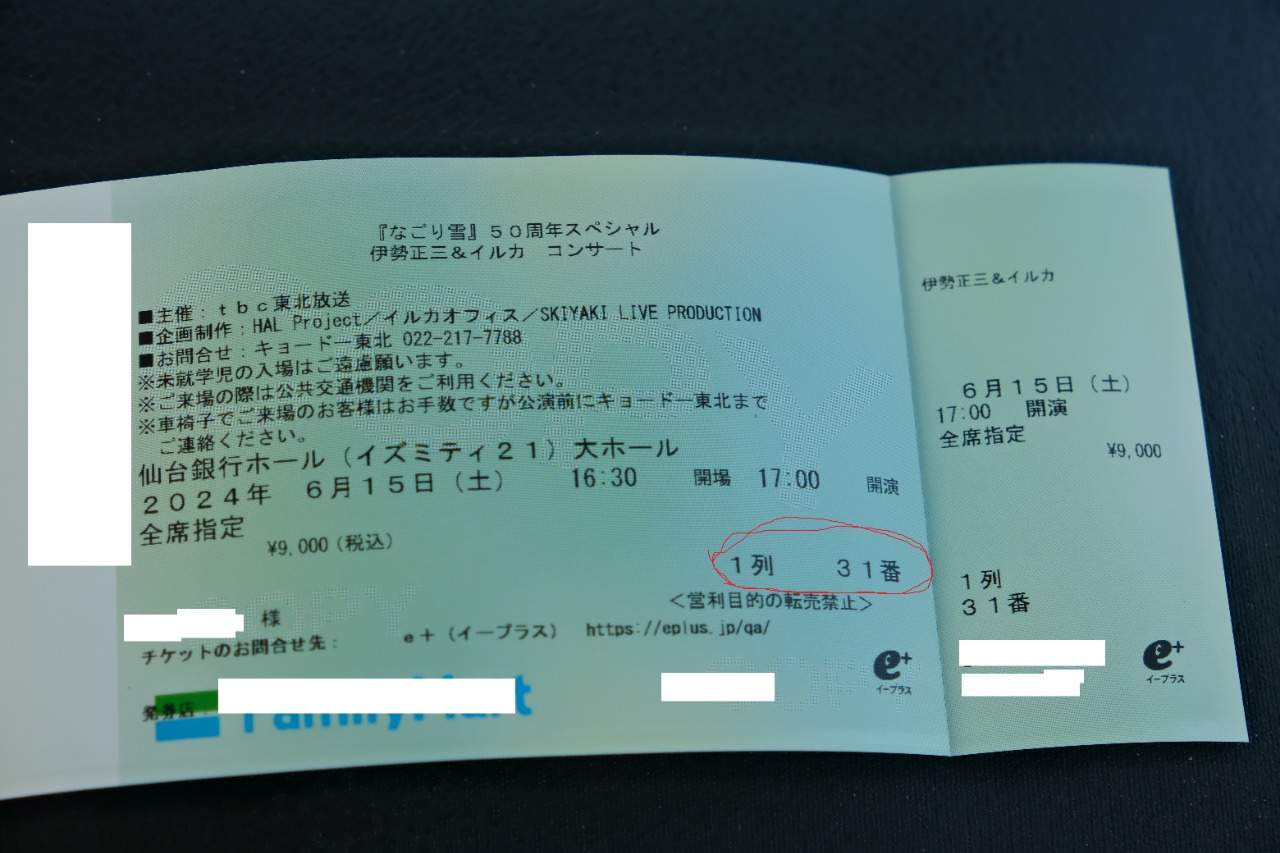 『なごり雪』５０周年スペシャル
伊勢正三＆イルカ　コンサート
■主催：ｔｂｃ東北放送
■企画制作：HAL Project／イルカオフィス／SKIYAKI LIVE PRODUCTION
■お問合せ：キョードー東北 022-217-7788
※未就学児の入場はご遠慮願います。
※ご来場の際は公共交通機関をご利用ください。
※車椅子でご来場のお客様はお手数ですが公演前にキョードー東北まで
ご連絡ください。
仙台銀行ホール（イズミティ２１）大ホール
２０２４年　６月１５日（土）　16:30　開場　17:00　開演
全席指定
¥9,000（税込）
１列　３１番
＜営利目的の転売禁止＞
様
チケットのお問合せ先：　ｅ＋（イープラス）　https://eplus.jp/qa/
発券店：
FamilyMart
e+
イープラス
伊勢正三＆イルカ
６月１５日（土）
17:00　開演
全席指定
¥9,000
１列
３１番
e+
イープラス